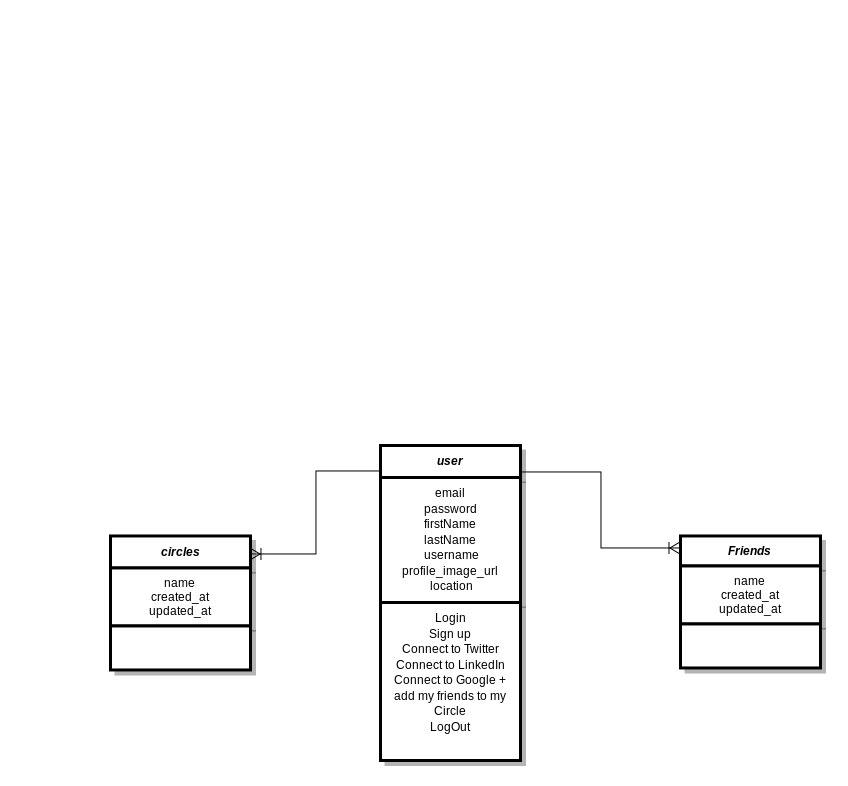 user
email
password
firstName
lastName
username
profile_image_url
location
Login
Sign up
Connect to Twitter
Connect to LinkedIn
Connect to Google +
add my friends to my
Circle
LogOut
circles
name
created_at
updated_at
Friends
name
created_at
updated_at